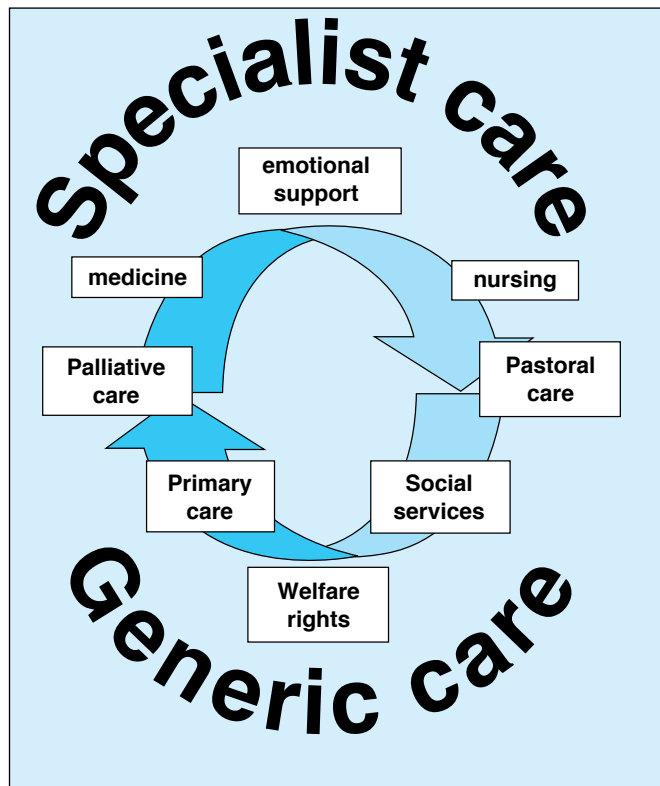 Specialist care
emotional
support
medicine
nursing
Palliative
care
Pastoral
care
Primary
care
Social
services
Welfare
rights
Generic care